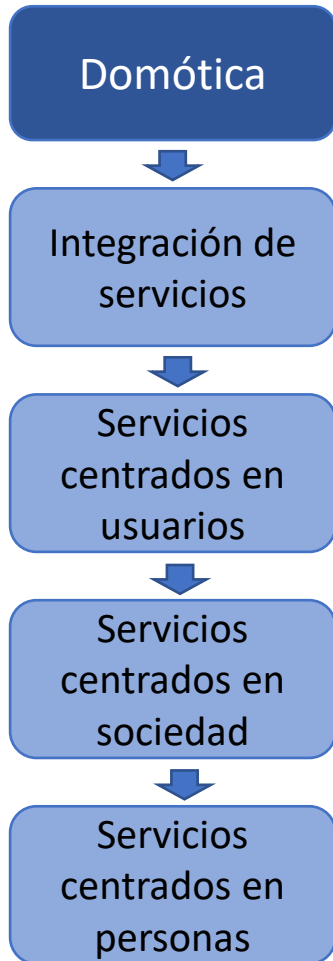 Domótica
Integración de
servicios
Servicios
centrados en
usuarios
Servicios
centrados en
sociedad
Servicios
centrados en
personas